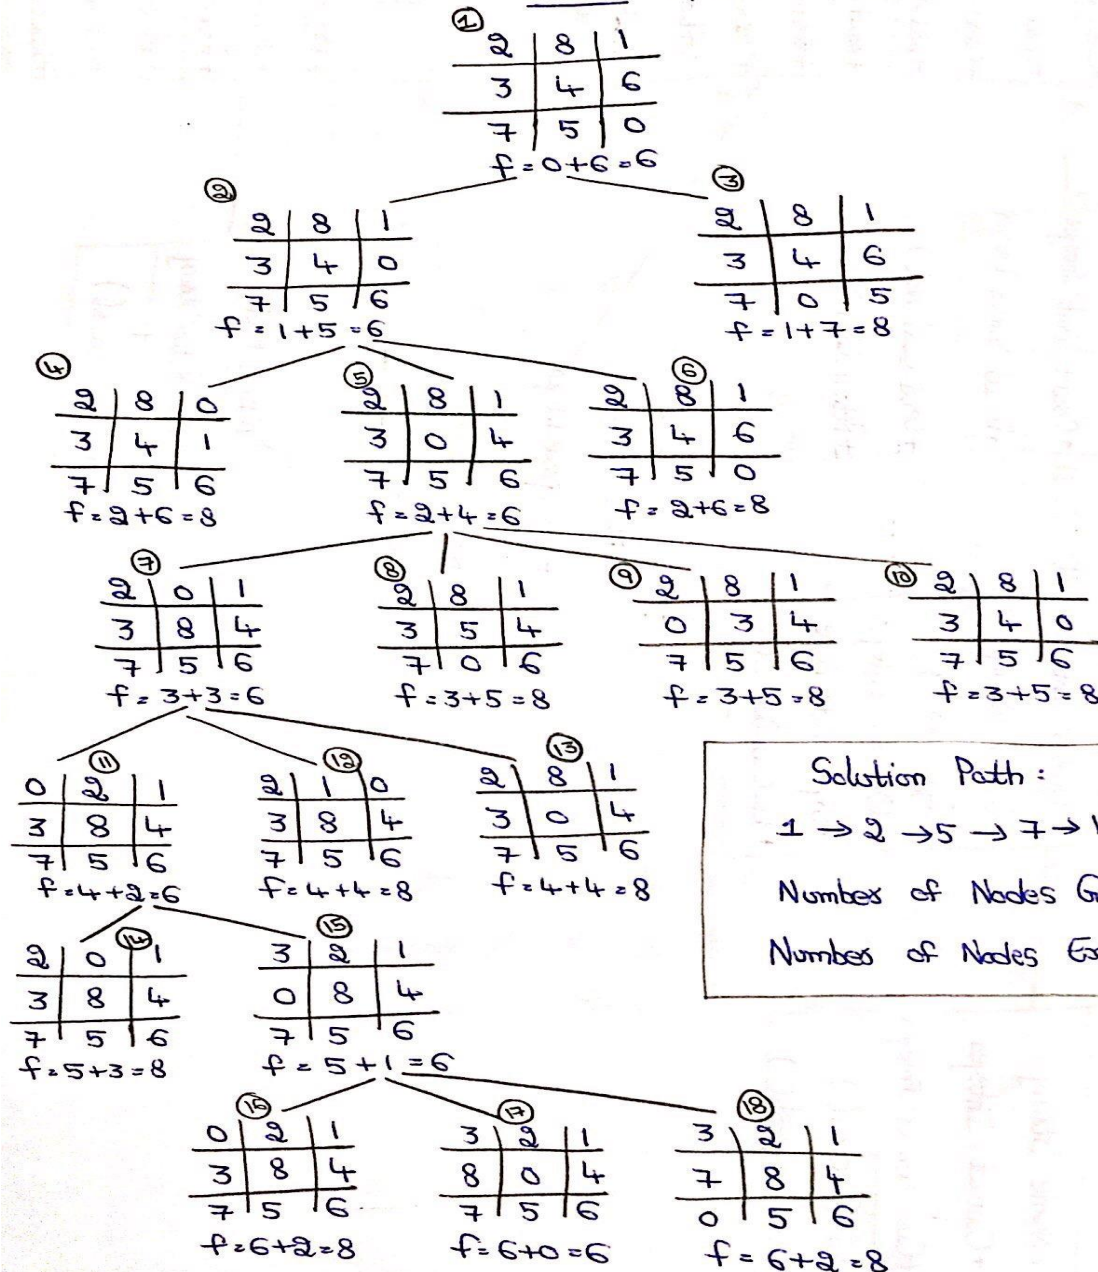 1
2 8 1
3 4 6
7 5 0
f = 0+6 = 6
2
2 8 1
3 4 0
7 5 6
f = 1+5 = 6
3
2 8 1
3 4 6
7 0 5
f = 1+7 = 8
4
2 8 0
3 4 1
7 5 6
f = 2+6 = 8
5
2 8 1
3 0 4
7 5 6
f = 2+4 = 6
6
2 8 1
3 4 6
7 5 0
f = 2+6 = 8
7
2 0 1
3 8 4
7 5 6
f = 3+3 = 6
8
2 8 1
3 5 4
7 0 6
f = 3+5 = 8
9
2 8 1
0 3 4
7 5 6
f = 3+5 = 8
10
2 8 1
3 4 0
7 5 6
f = 3+5 = 8
11
0 2 1
3 8 4
7 5 6
f = 4+2 = 6
12
2 1 0
3 8 4
7 5 6
f = 4+4 = 8
13
2 8 1
3 0 4
7 5 6
f = 4+4 = 8
Solution Path :
1 → 2 → 5 → 7 → 1
Number of Nodes G
Number of Nodes Ex
14
2 0 1
3 8 4
7 5 6
f = 5+3 = 8
15
3 2 1
0 8 4
7 5 6
f = 5+1 = 6
16
0 2 1
3 8 4
7 5 6
f = 6+2 = 8
17
3 2 1
8 0 4
7 5 6
f = 6+0 = 6
18
3 2 1
7 8 4
0 5 6
f = 6+2 = 8